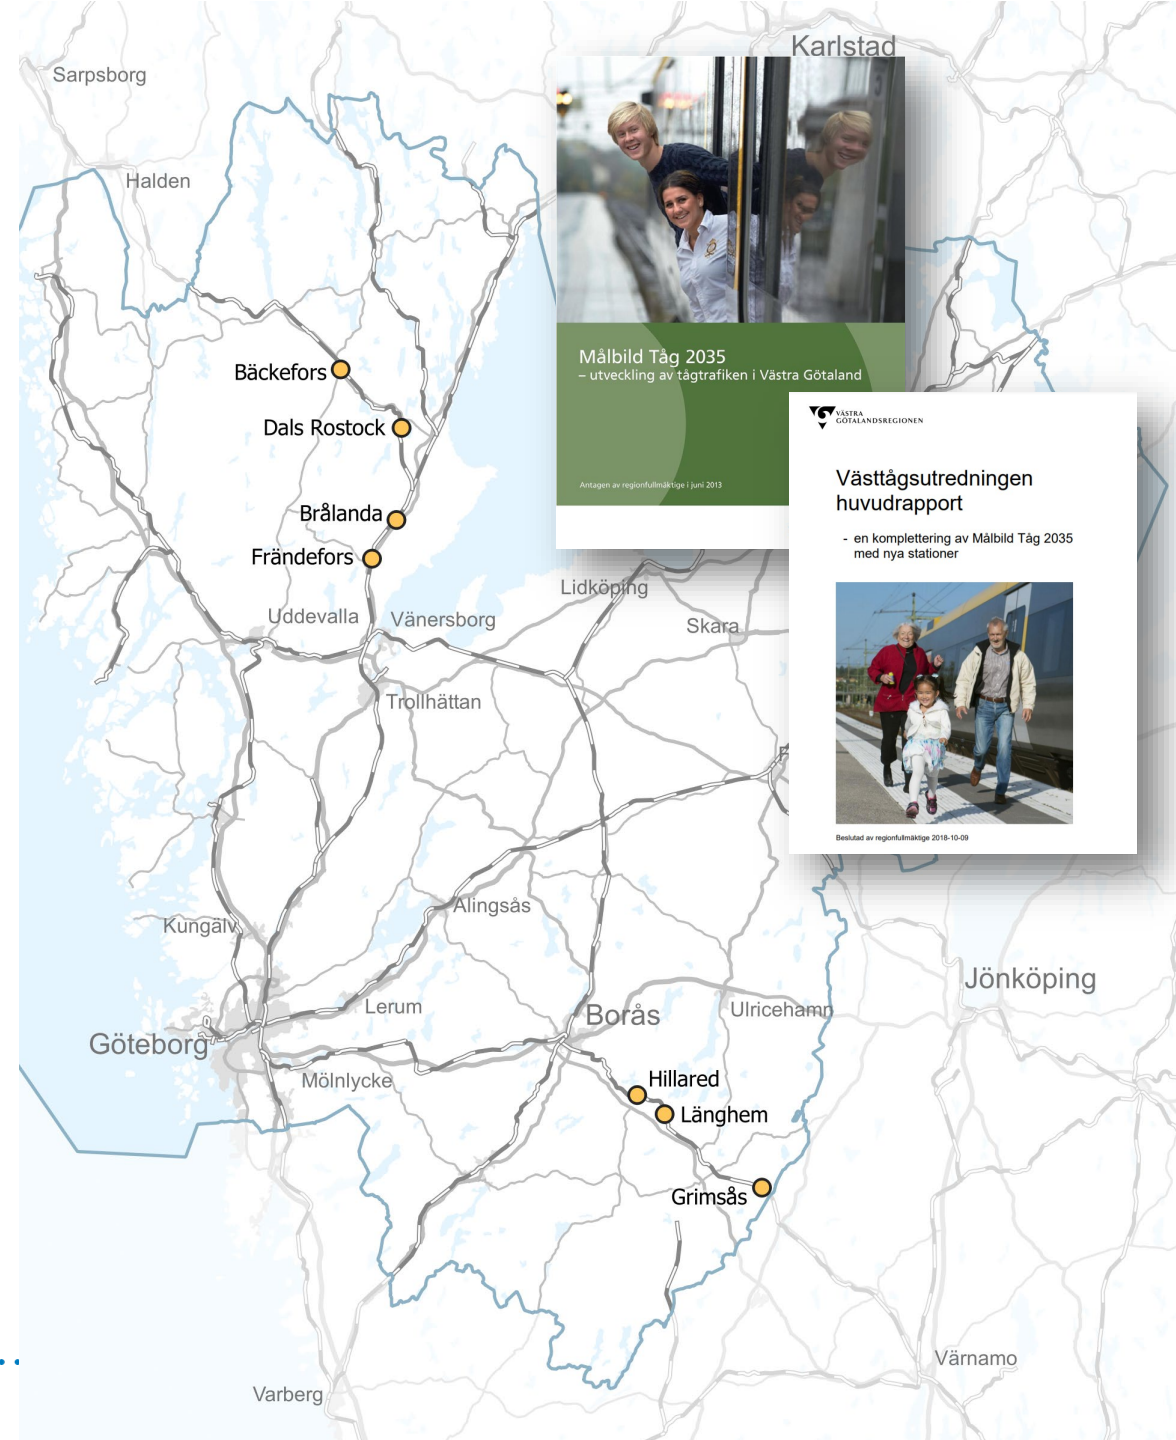 Karlstad
Sarpsborg
Halden
Målbild Tåg 2035
– utveckling av tågtrafiken i Västra Götaland
Antagen av regionfullmäktige i juni 2013
VÄSTRA
GÖTALANDSREGIONEN
Västtågsutredningen
huvudrapport
- en komplettering av Målbild Tåg 2035
med nya stationer
Beslutad av regionfullmäktige 2018-10-09
Bäckefors
Dals Rostock
Brålanda
Frändefors
Lidköping
Uddevalla
Vänersborg
Skara
Trollhättan
Alingsås
Kungälv
Jönköping
Lerum
Borås
Ulricehamn
Göteborg
Mölnlycke
Hillared
Länghem
Grimsås
Värnamo
Varberg